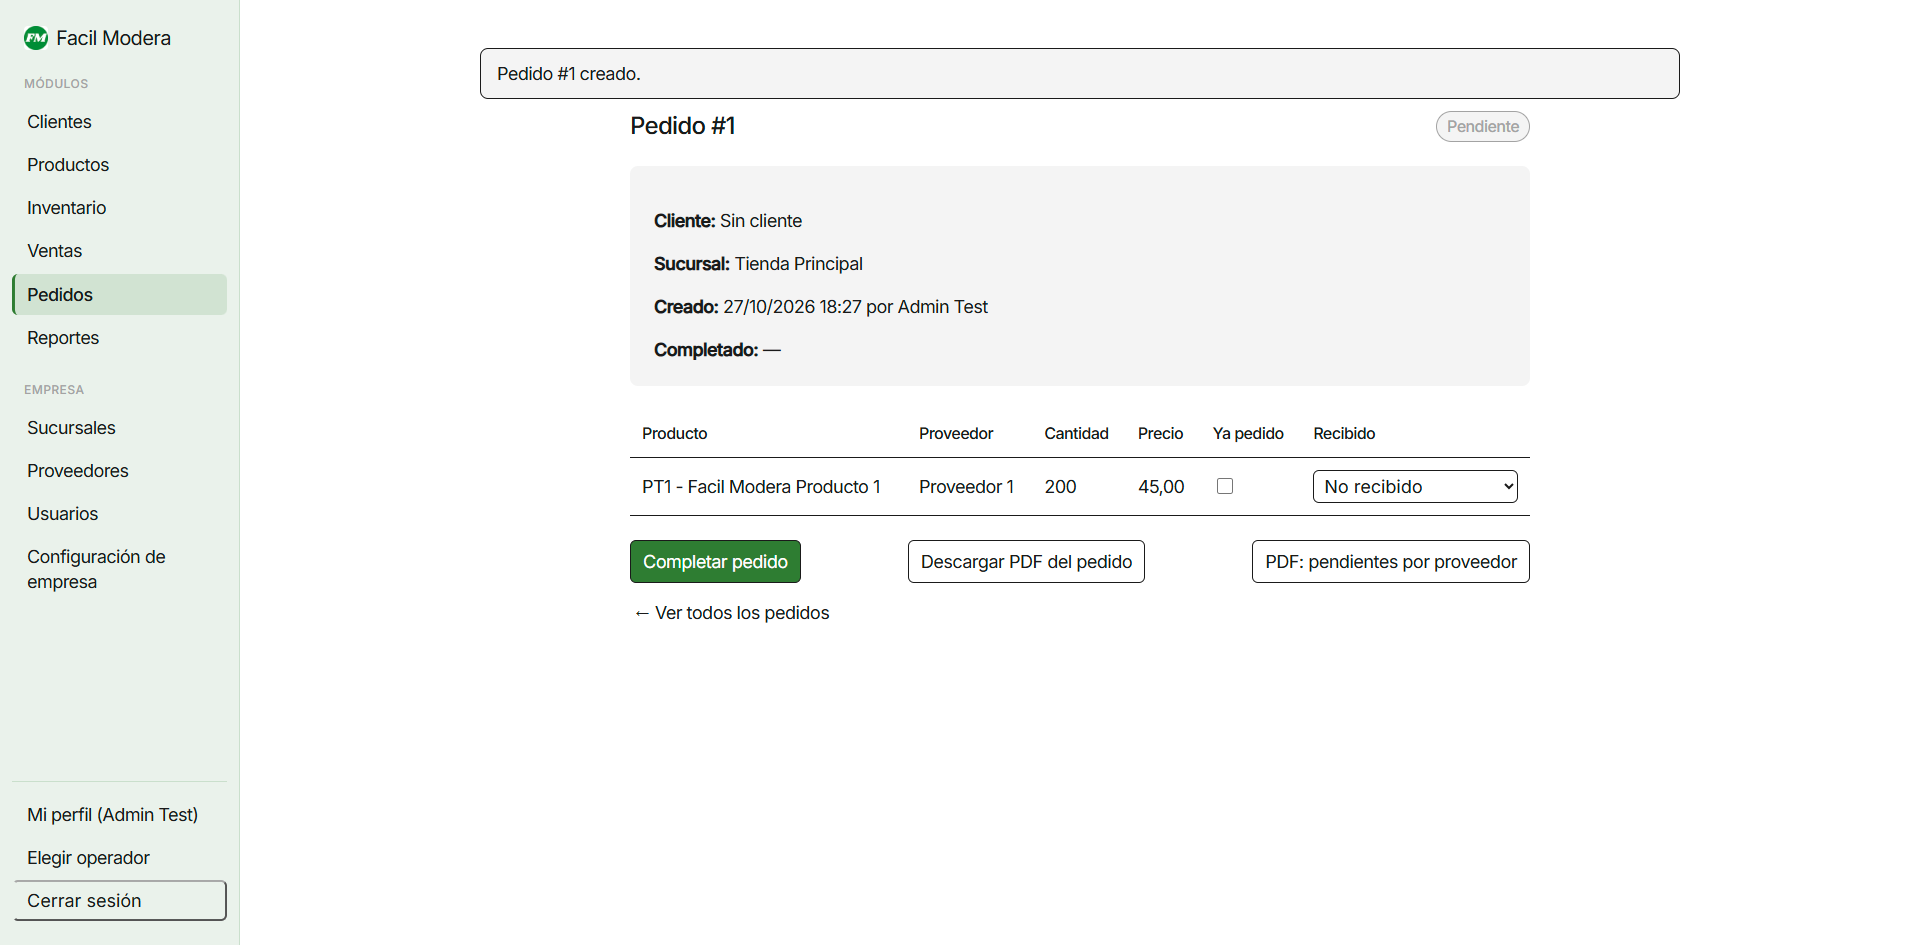 FM Facil Modera
MÓDULOS
Clientes
Productos
Inventario
Ventas
Pedidos
Reportes
EMPRESA
Sucursales
Proveedores
Usuarios
Configuración de
empresa
Mi perfil (Admin Test)
Elegir operador
Cerrar sesión
Pedido #1 creado.
Pedido #1
Pendiente
Cliente: Sin cliente
Sucursal: Tienda Principal
Creado: 27/10/2026 18:27 por Admin Test
Completado: —
Producto Proveedor Cantidad Precio Ya pedido Recibido
PT1 - Facil Modera Producto 1 Proveedor 1 200 45,00 No recibido
Completar pedido Descargar PDF del pedido PDF: pendientes por proveedor
← Ver todos los pedidos